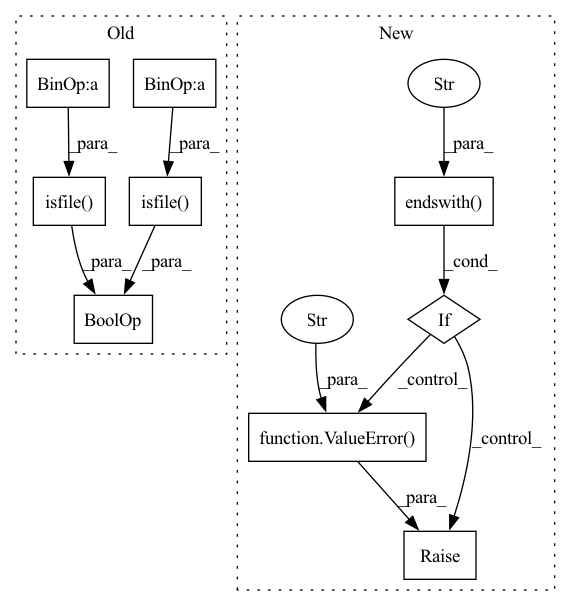 Old
New
BinOp:a
BinOp:a
Str
_para_
_para_
_para_
isfile()
isfile()
endswith()
_para_
_para_
_cond_
BoolOp
Str
If
_para_
_control_
function.ValueError()
_control_
_para_
Raise